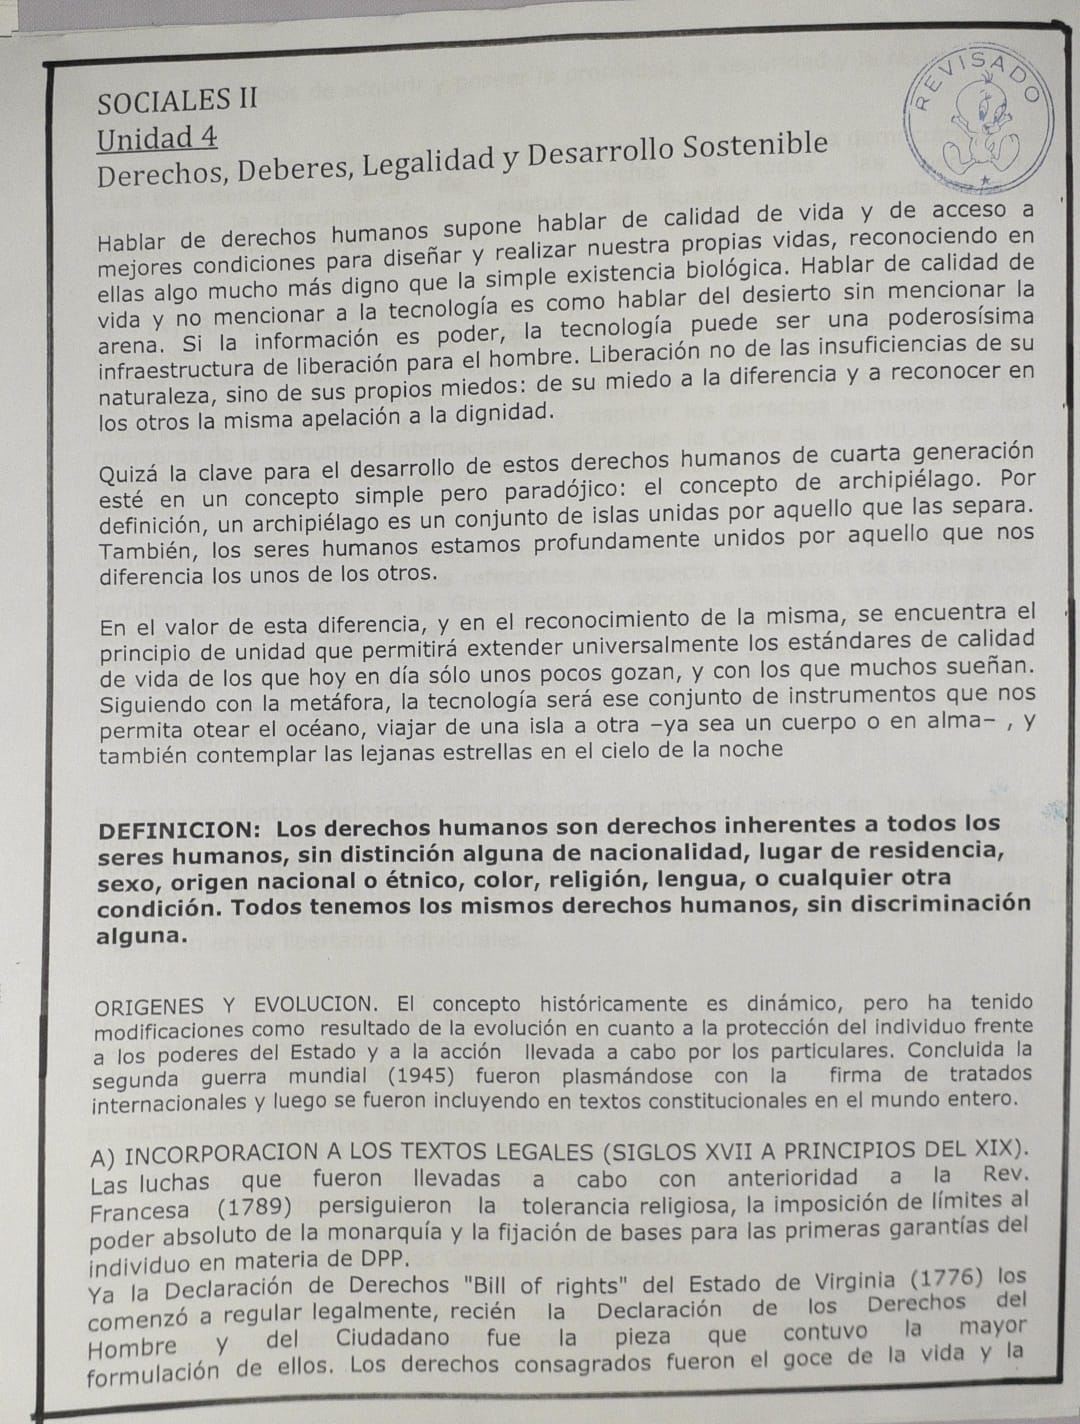 SOCIALES II
REVISADO
Unidad 4
Derechos, Deberes, Legalidad y Desarrollo Sostenible
Hablar de derechos humanos supone hablar de calidad de vida y de acceso a
mejores condiciones para diseñar y realizar nuestra propias vidas, reconociendo en
ellas algo mucho más digno que la simple existencia biológica. Hablar de calidad de
vida y no mencionar a la tecnología es como hablar del desierto sin mencionar la
arena. Si la información es poder, la tecnología puede ser una poderosísima
infraestructura de liberación para el hombre. Liberación no de las insuficiencias de su
naturaleza, sino de sus propios miedos: de su miedo a la diferencia y a reconocer en
los otros la misma apelación a la dignidad.
Quizá la clave para el desarrollo de estos derechos humanos de cuarta generación
esté en un concepto simple pero paradójico: el concepto de archipiélago. Por
definición, un archipiélago es un conjunto de islas unidas por aquello que las separa.
También, los seres humanos estamos profundamente unidos por aquello que nos
diferencia los unos de los otros.
En el valor de esta diferencia, y en el reconocimiento de la misma, se encuentra el
principio de unidad que permitirá extender universalmente los estándares de calidad
de vida de los que hoy en día sólo unos pocos gozan, y con los que muchos sueñan.
Siguiendo con la metáfora, la tecnología será ese conjunto de instrumentos que nos
permita otear el océano, viajar de una isla a otra –ya sea un cuerpo o en alma– , y
también contemplar las lejanas estrellas en el cielo de la noche
DEFINICION: Los derechos humanos son derechos inherentes a todos los
seres humanos, sin distinción alguna de nacionalidad, lugar de residencia,
sexo, origen nacional o étnico, color, religión, lengua, o cualquier otra
condición. Todos tenemos los mismos derechos humanos, sin discriminación
alguna.
ORIGENES Y EVOLUCION. El concepto históricamente es dinámico, pero ha tenido
modificaciones como resultado de la evolución en cuanto a la protección del individuo frente
a los poderes del Estado y a la acción llevada a cabo por los particulares. Concluida la
segunda guerra mundial (1945) fueron plasmándose con la firma de tratados
internacionales y luego se fueron incluyendo en textos constitucionales en el mundo entero.
A) INCORPORACION A LOS TEXTOS LEGALES (SIGLOS XVII A PRINCIPIOS DEL XIX).
Las luchas que fueron llevadas a cabo con anterioridad a la Rev.
Francesa (1789) persiguieron la tolerancia religiosa, la imposición de límites al
poder absoluto de la monarquía y la fijación de bases para las primeras garantías del
individuo en materia de DPP.
Ya la Declaración de Derechos "Bill of rights" del Estado de Virginia (1776) los
comenzó a regular legalmente, recién la Declaración de los Derechos del
Hombre y del Ciudadano fue la pieza que contuvo la mayor
formulación de ellos. Los derechos consagrados fueron el goce de la vida y la